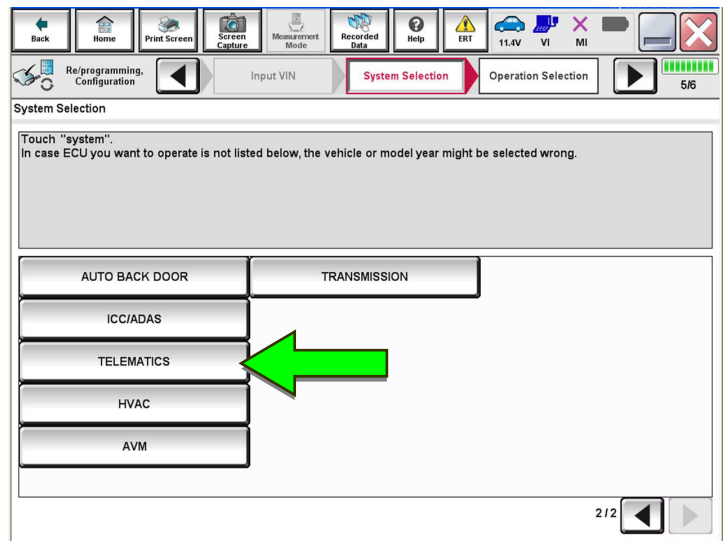 Back
Home
Print Screen
Screen
Capture
Measurement
Mode
Recorded
Data
Help
ERT
11.4V
VI
MI
Re/programming,
Configuration
Input VIN
System Selection
Operation Selection
5/6
System Selection
Touch "system".
In case ECU you want to operate is not listed below, the vehicle or model year might be selected wrong.
AUTO BACK DOOR
TRANSMISSION
ICC/ADAS
TELEMATICS
HVAC
AVM
2/2